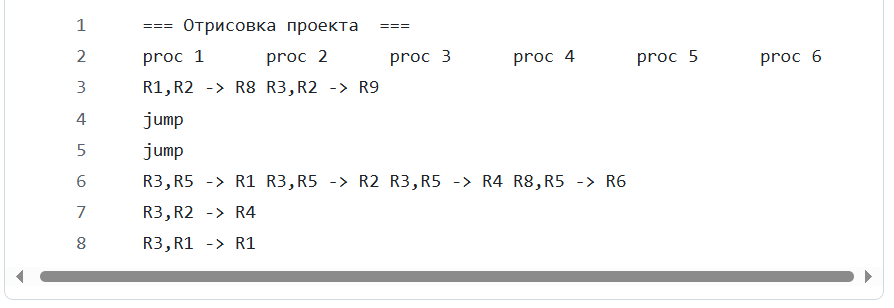 1 === Отрисовка проекта ===
2 proc 1 proc 2 proc 3 proc 4 proc 5 proc 6
3 R1,R2 -> R8 R3,R2 -> R9
4 jump
5 jump
6 R3,R5 -> R1 R3,R5 -> R2 R3,R5 -> R4 R8,R5 -> R6
7 R3,R2 -> R4
8 R3,R1 -> R1